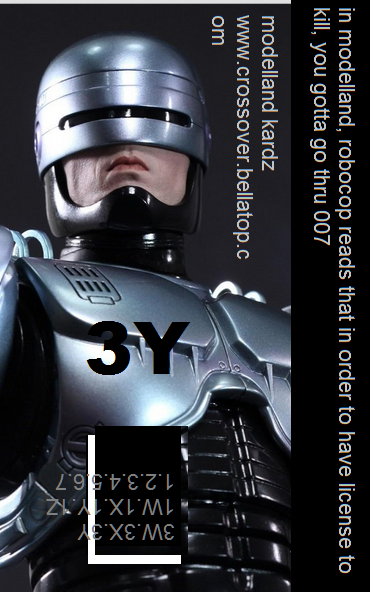 in modelland, robocop reads that in order to have license to
kill, you gotta go thru 007
modelland kardz
www.crossover.bellatop.c
om
3Y
3W.3X.3Y
1W.1X.1Y.1Z
1.2.3.4.5.6.7